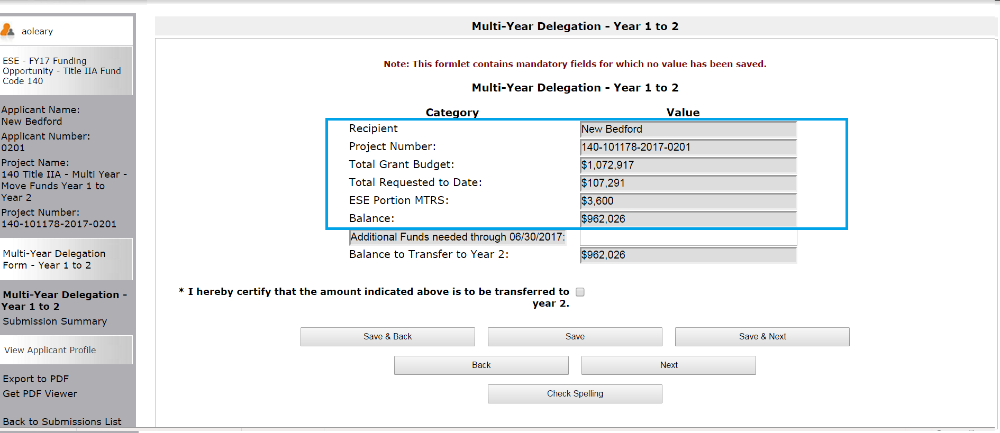 aoleary
ESE - FY17 Funding
Opportunity - Title IIA Fund
Code 140
Applicant Name:
New Bedford
Applicant Number:
0201
Project Name:
140 Title IIA - Multi Year -
Move Funds Year 1 to
Year 2
Project Number:
140-101178-2017-0201
Multi-Year Delegation
Form - Year 1 to 2
Multi-Year Delegation -
Year 1 to 2
Submission Summary
View Applicant Profile
Export to PDF
Get PDF Viewer
Back to Submissions List
Multi-Year Delegation - Year 1 to 2
Note: This formlet contains mandatory fields for which no value has been saved.
Multi-Year Delegation - Year 1 to 2
Category Value
Recipient New Bedford
Project Number: 140-101178-2017-0201
Total Grant Budget: $1,072,917
Total Requested to Date: $107,291
ESE Portion MTRS: $3,600
Balance: $962,026
Additional Funds needed through 06/30/2017:
Balance to Transfer to Year 2: $962,026
* I hereby certify that the amount indicated above is to be transferred to
year 2.
Save & Back Save Save & Next
Back Next
Check Spelling